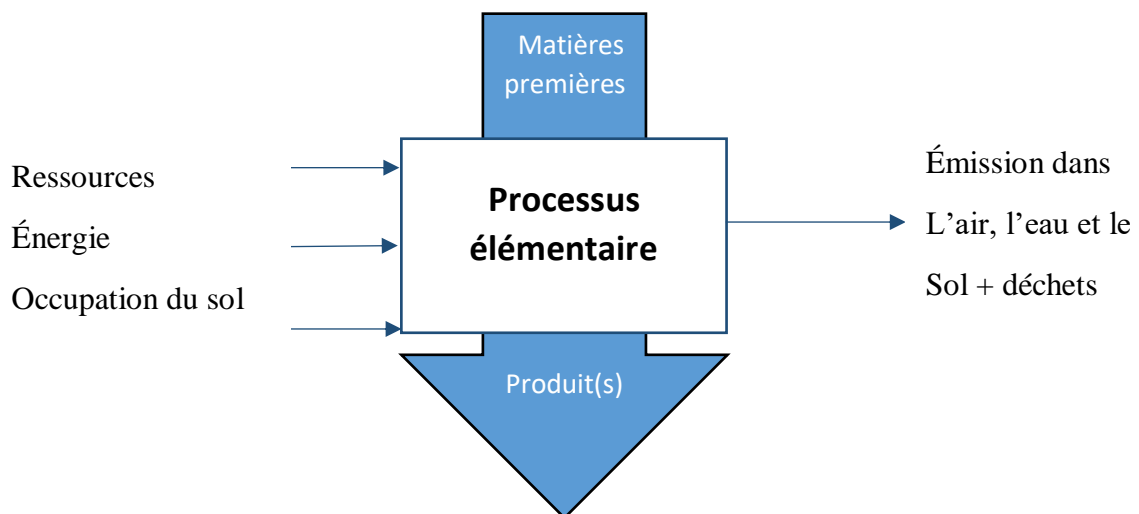 Matières
premières
Ressources
Énergie
Occupation du sol
Processus
élémentaire
Émission dans
L’air, l’eau et le
Sol + déchets
Produit(s)